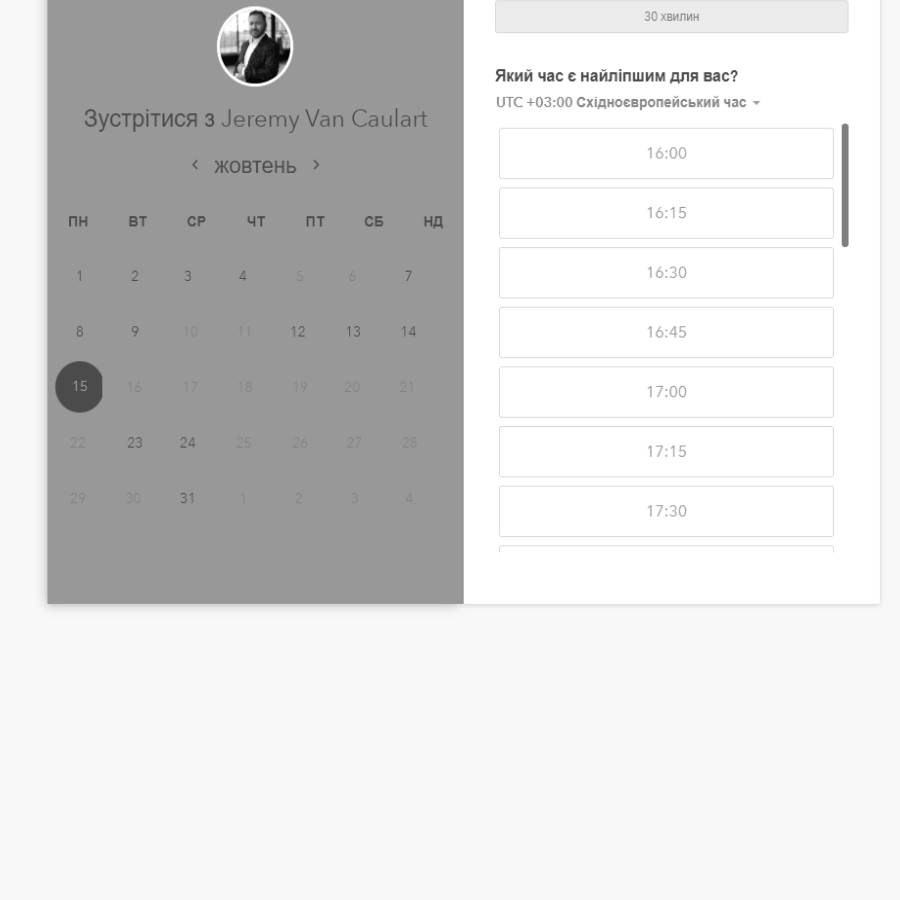 Зустрітися з Jeremy Van Caulart
жовтень
ПН ВТ СР ЧТ ПТ СБ НД
1 2 3 4 5 6 7
8 9 10 11 12 13 14
15 16 17 18 19 20 21
22 23 24 25 26 27 28
29 30 31 1 2 3 4
30 хвилин
Який час є найліпшим для вас?
UTC +03:00 Східноєвропейський час
16:00
16:15
16:30
16:45
17:00
17:15
17:30